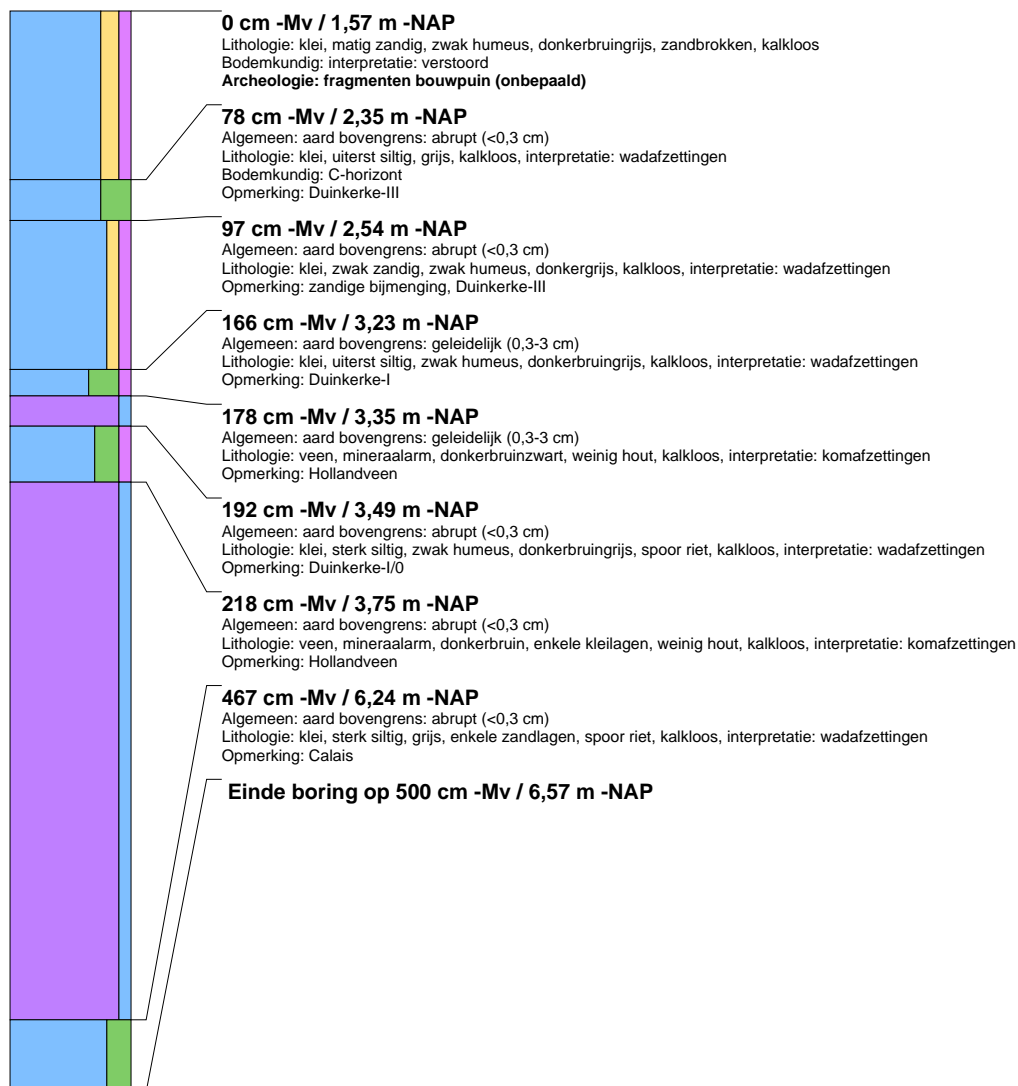 0 cm -Mv / 1,57 m -NAP
Lithologie: klei, matig zandig, zwak humeus, donkerbruingrijs, zandbrokken, kalkloos
Bodemkundig: interpretatie: verstoord
Archeologie: fragmenten bouwpuin (onbepaald)
78 cm -Mv / 2,35 m -NAP
Algemeen: aard bovengrens: abrupt (<0,3 cm)
Lithologie: klei, uiterst siltig, grijs, kalkloos, interpretatie: wadafzettingen
Bodemkundig: C-horizont
Opmerking: Duinkerke-III
97 cm -Mv / 2,54 m -NAP
Algemeen: aard bovengrens: abrupt (<0,3 cm)
Lithologie: klei, zwak zandig, zwak humeus, donkergrijs, kalkloos, interpretatie: wadafzettingen
Opmerking: zandige bijmenging, Duinkerke-III
166 cm -Mv / 3,23 m -NAP
Algemeen: aard bovengrens: geleidelijk (0,3-3 cm)
Lithologie: klei, uiterst siltig, zwak humeus, donkerbruingrijs, kalkloos, interpretatie: wadafzettingen
Opmerking: Duinkerke-I
178 cm -Mv / 3,35 m -NAP
Algemeen: aard bovengrens: geleidelijk (0,3-3 cm)
Lithologie: veen, mineraalarm, donkerbruinzwart, weinig hout, kalkloos, interpretatie: komafzettingen
Opmerking: Hollandveen
192 cm -Mv / 3,49 m -NAP
Algemeen: aard bovengrens: abrupt (<0,3 cm)
Lithologie: klei, sterk siltig, zwak humeus, donkerbruingrijs, spoor riet, kalkloos, interpretatie: wadafzettingen
Opmerking: Duinkerke-I/0
218 cm -Mv / 3,75 m -NAP
Algemeen: aard bovengrens: abrupt (<0,3 cm)
Lithologie: veen, mineraalarm, donkerbruin, enkele kleilagen, weinig hout, kalkloos, interpretatie: komafzettingen
Opmerking: Hollandveen
467 cm -Mv / 6,24 m -NAP
Algemeen: aard bovengrens: abrupt (<0,3 cm)
Lithologie: klei, sterk siltig, grijs, enkele zandlagen, spoor riet, kalkloos, interpretatie: wadafzettingen
Opmerking: Calais
Einde boring op 500 cm -Mv / 6,57 m -NAP